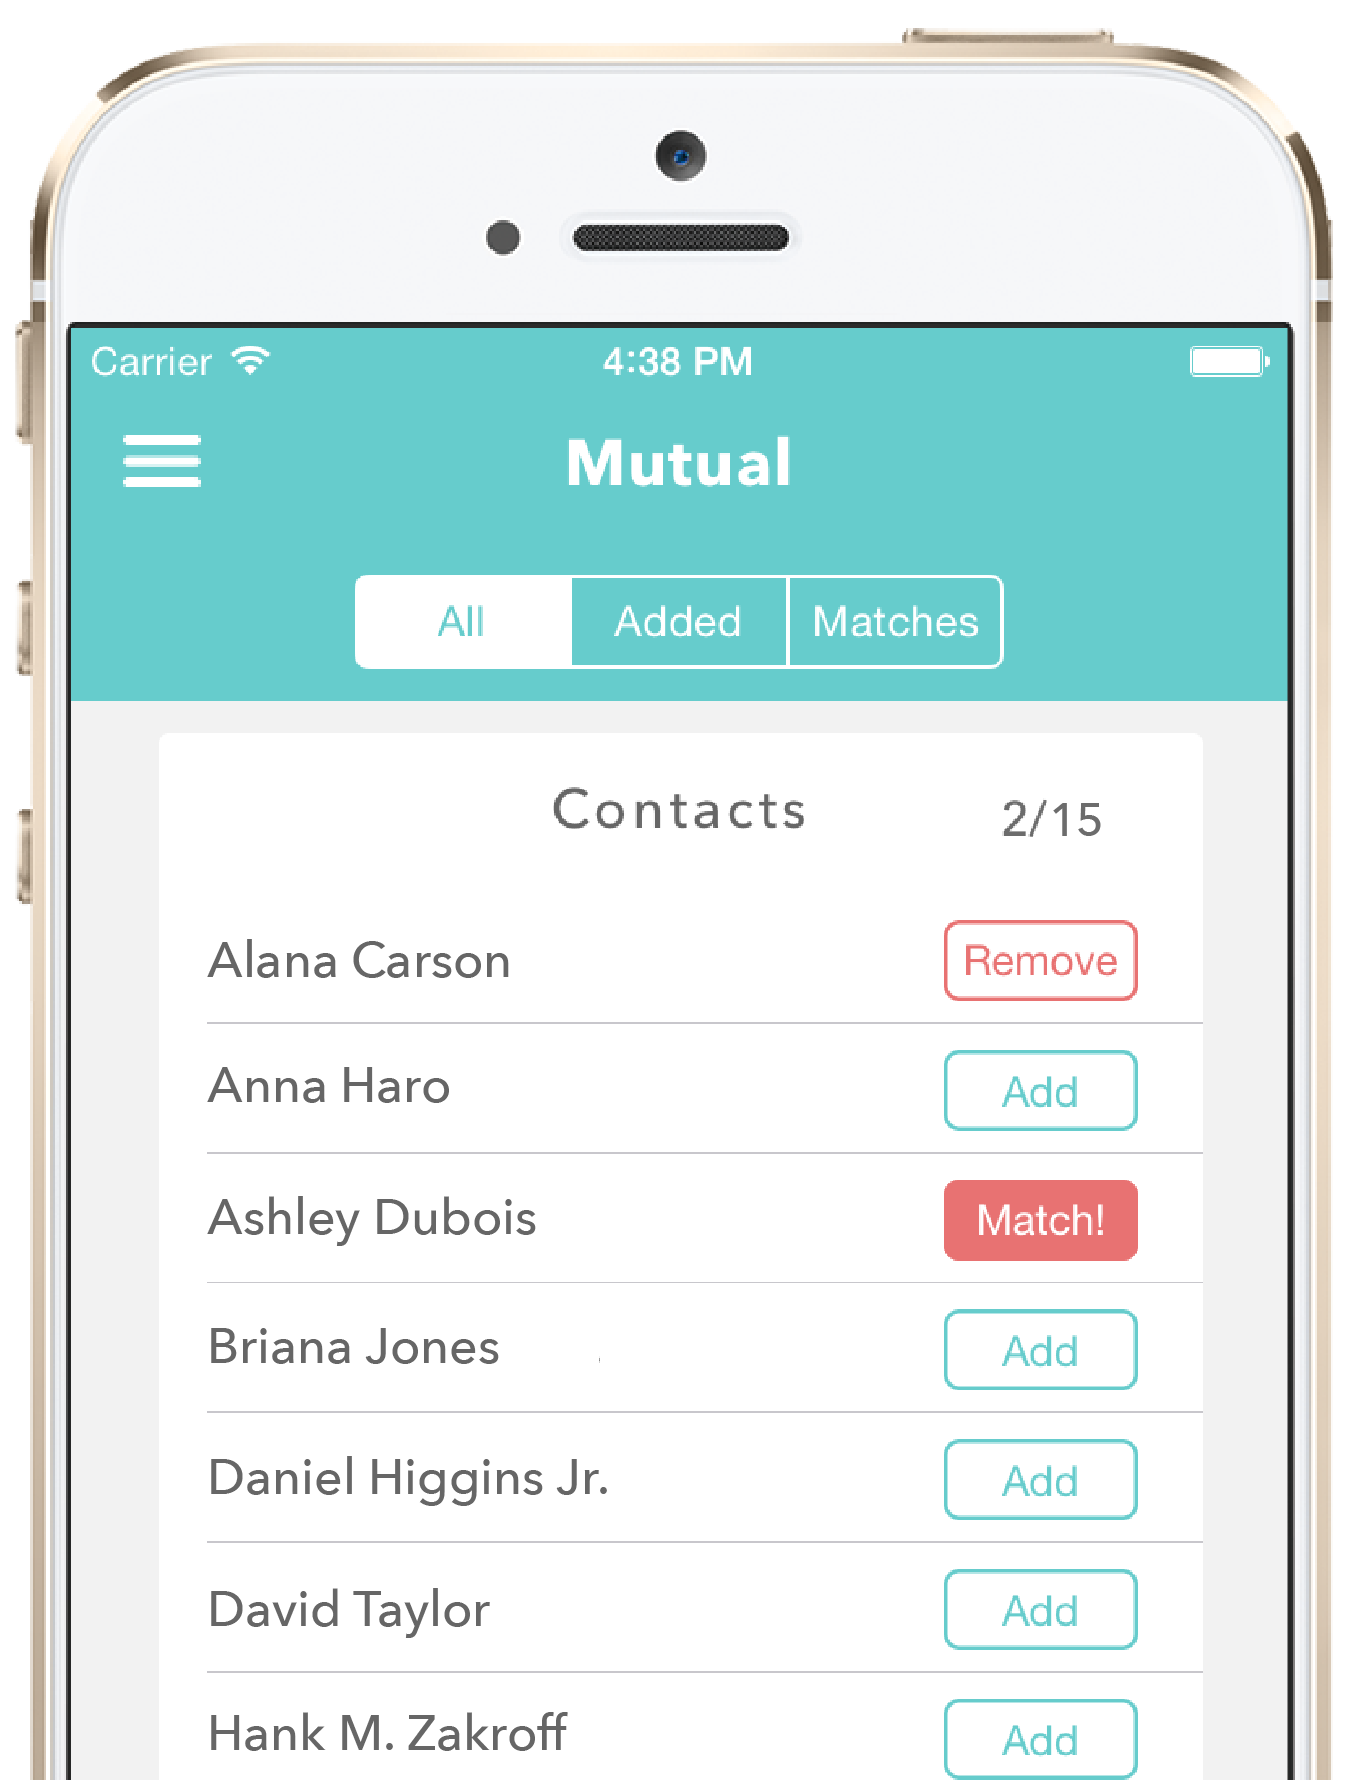 Carrier 4:38 PM
Mutual
All Added Matches
Contacts 2/15
Alana Carson Remove
Anna Haro Add
Ashley Dubois Match!
Briana Jones Add
Daniel Higgins Jr. Add
David Taylor Add
Hank M. Zakroff Add